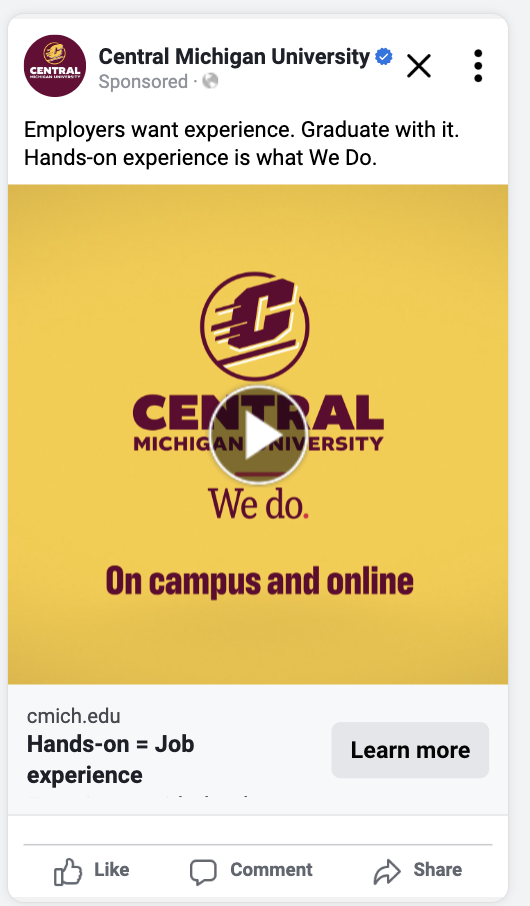 Central Michigan University
Sponsored ·
CENTRAL
MICHIGAN UNIVERSITY
Employers want experience. Graduate with it.
Hands-on experience is what We Do.
CENTRAL
MICHIGAN UNIVERSITY
We do.
On campus and online
cmich.edu
Hands-on = Job
experience
Learn more
Like
Comment
Share